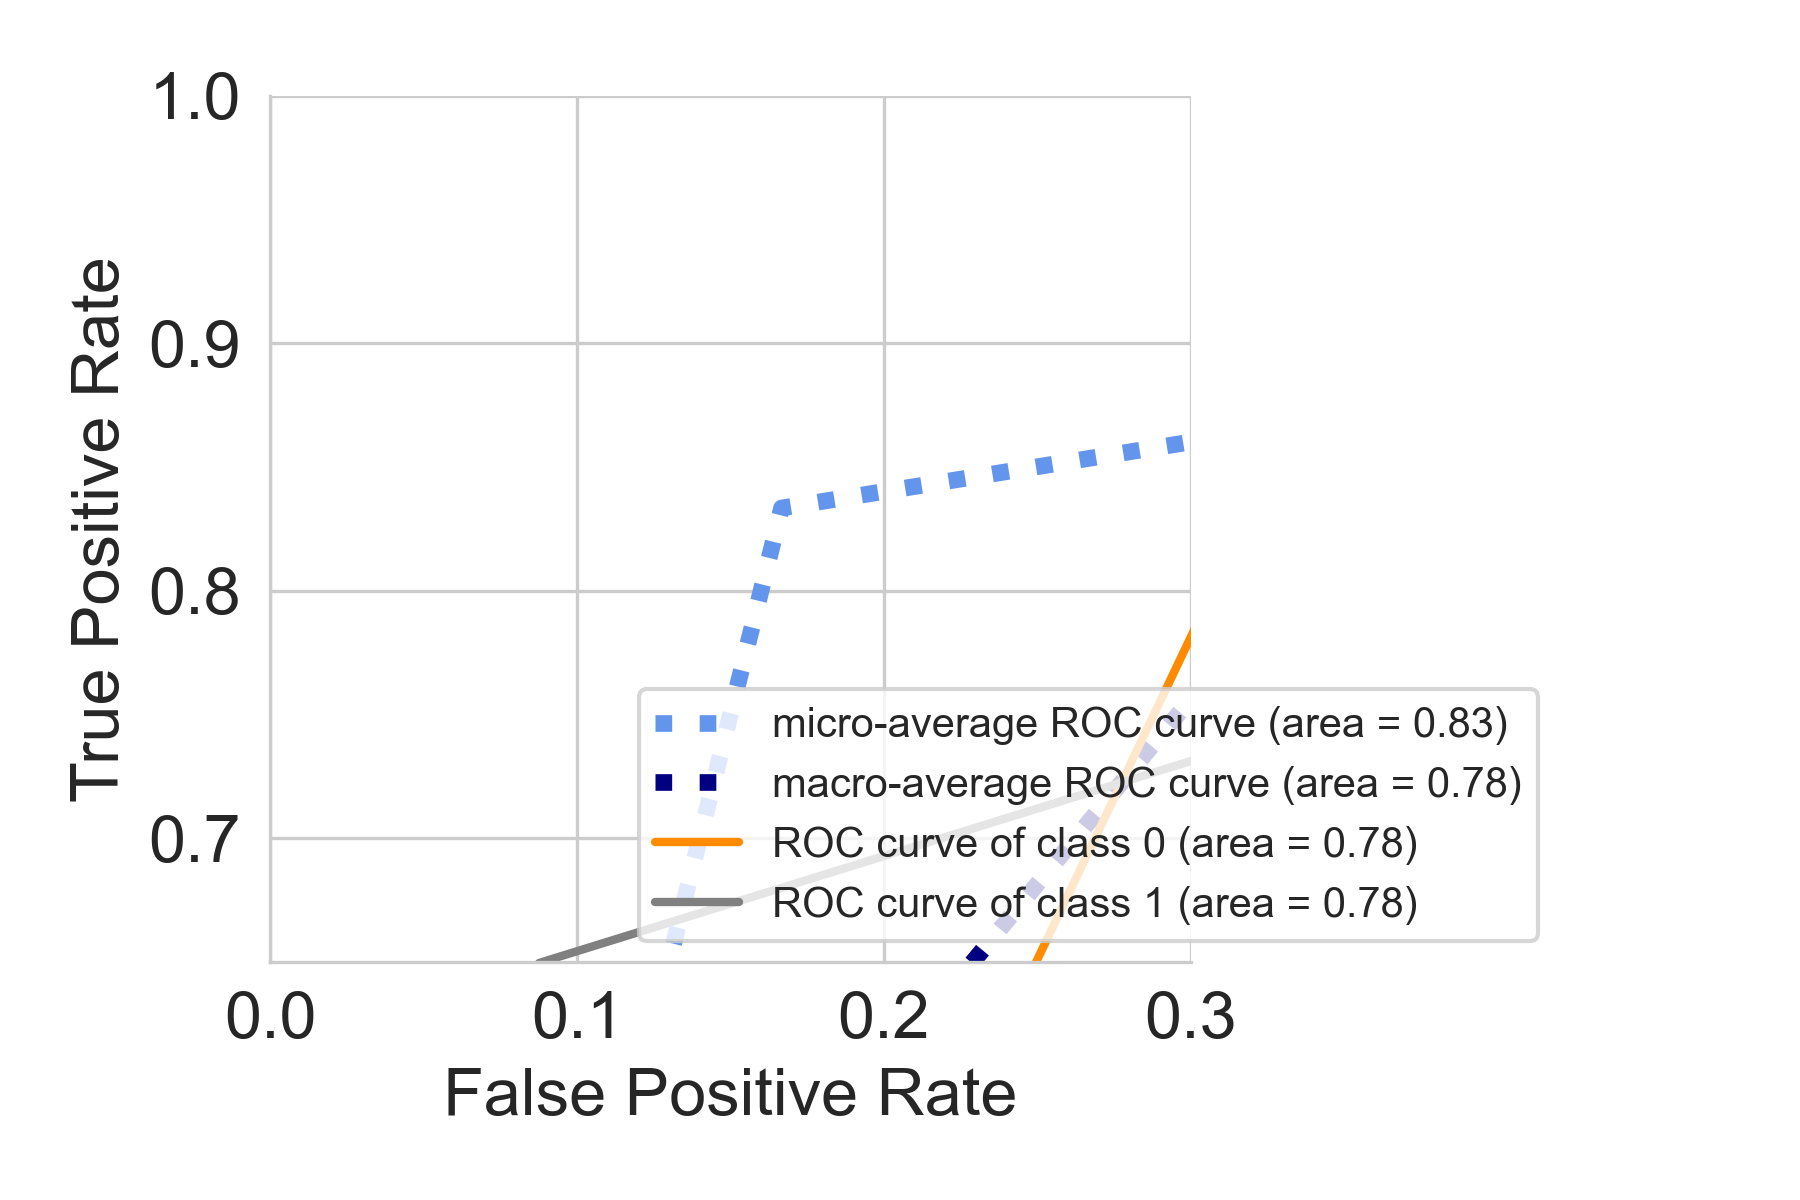 1.0
0.9
0.8
0.7
True Positive Rate
micro-average ROC curve (area = 0.83)
macro-average ROC curve (area = 0.78)
ROC curve of class 0 (area = 0.78)
ROC curve of class 1 (area = 0.78)
0.0 0.1 0.2 0.3
False Positive Rate